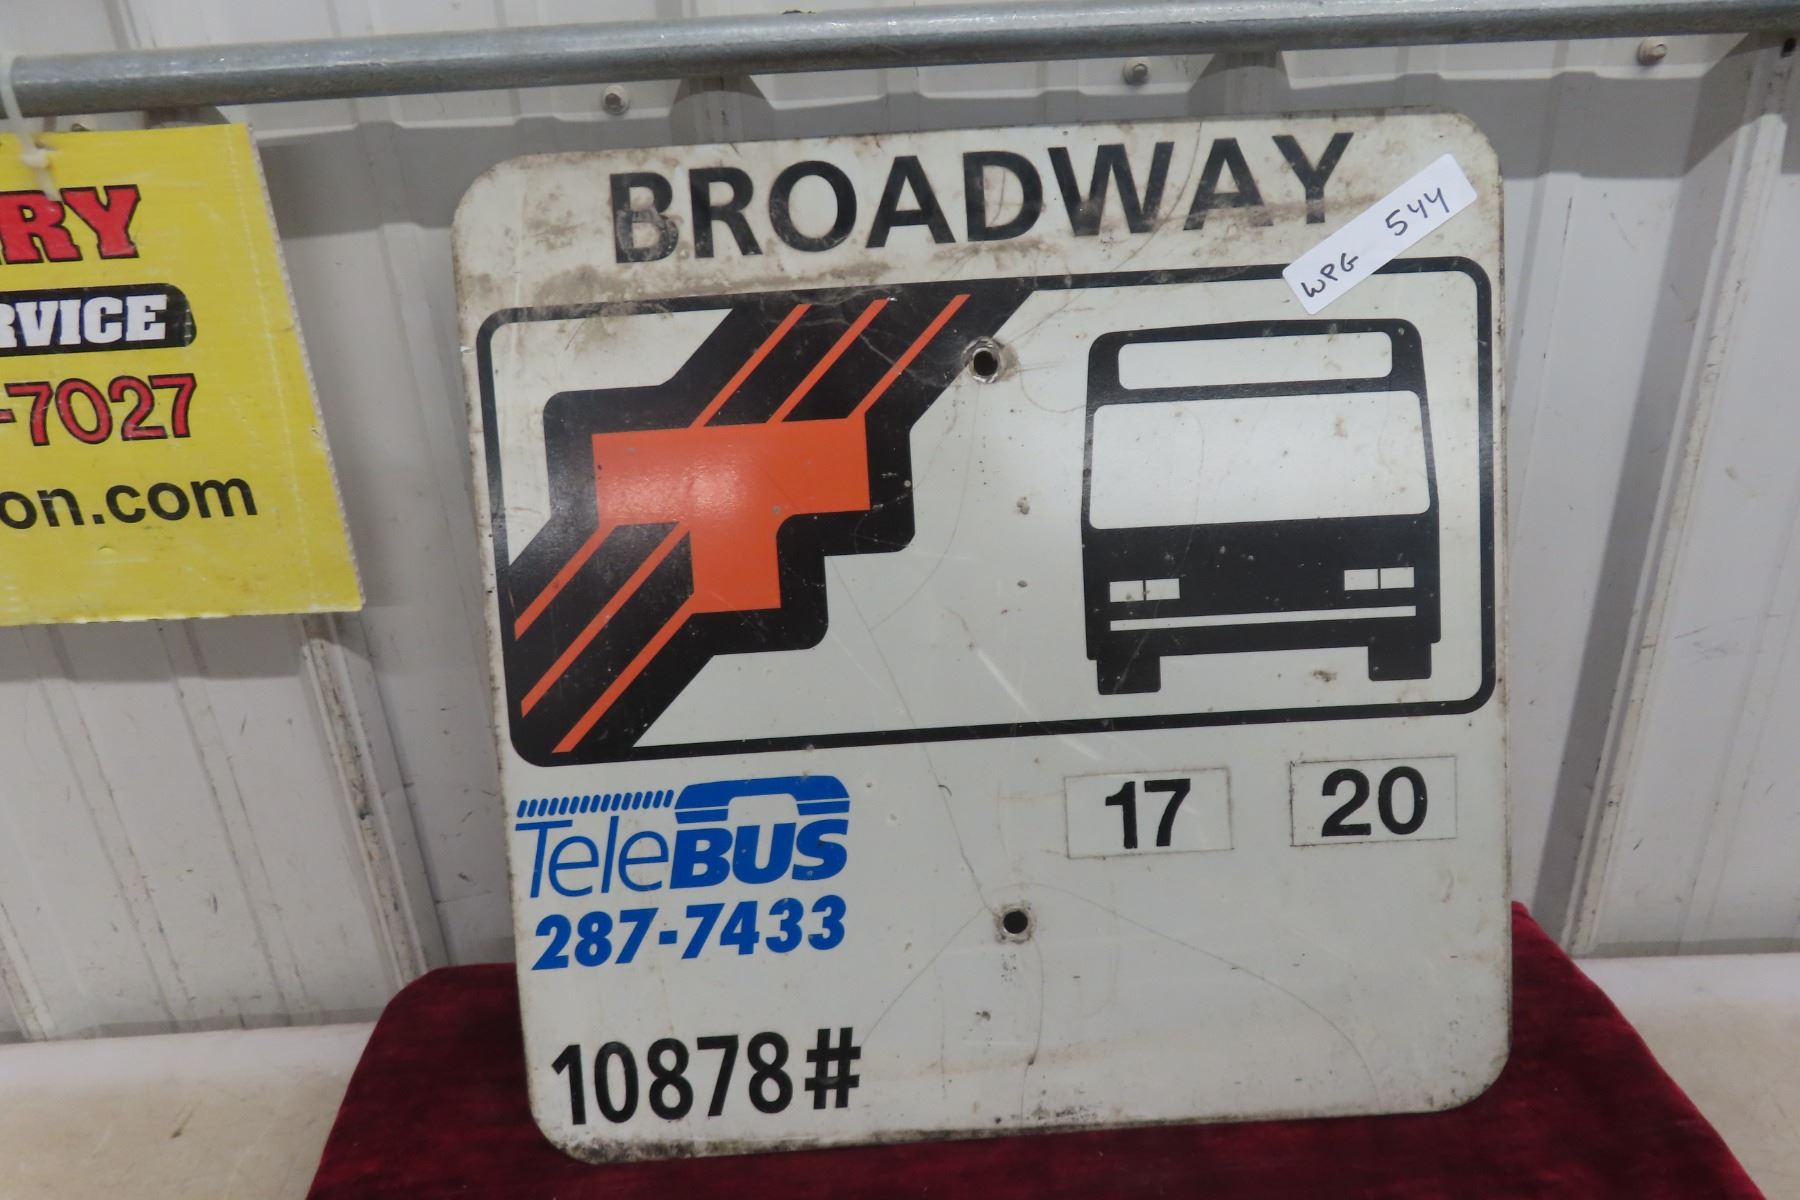 BROADWAY
WPG 544
17 20
TeleBUS
287-7433
10878#
RY
RVICE
-7027
on.com